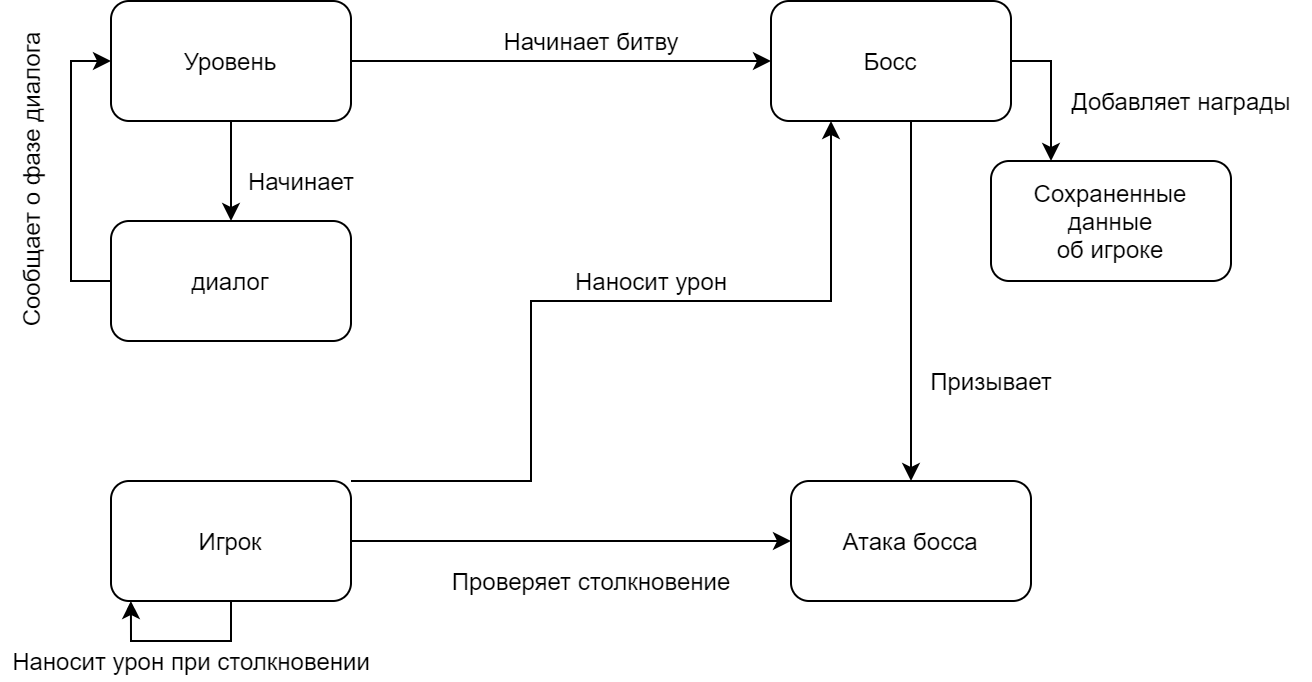 Сообщает о фазе диалога
Уровень
Начинает битву
Босс
Добавляет награды
Начинает
Сохраненные
данные
об игроке
диалог
Наносит урон
Призывает
Игрок
Атака босса
Проверяет столкновение
Наносит урон при столкновении